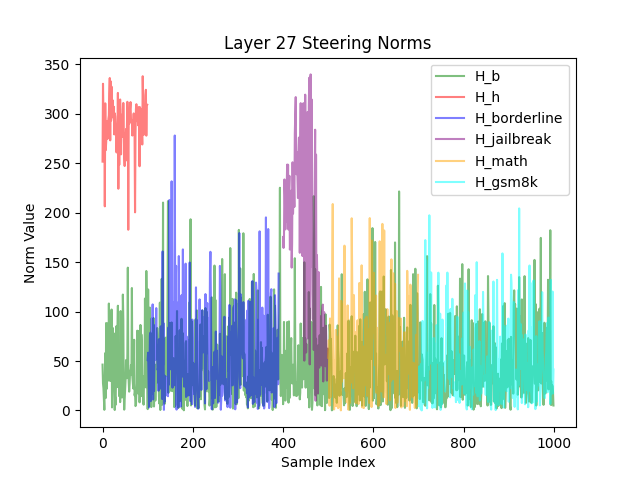 Layer 27 Steering Norms
Norm Value
350
300
250
200
150
100
50
0
H_b
H_h
H_borderline
H_jailbreak
H_math
H_gsm8k
0
200
400
600
800
1000
Sample Index